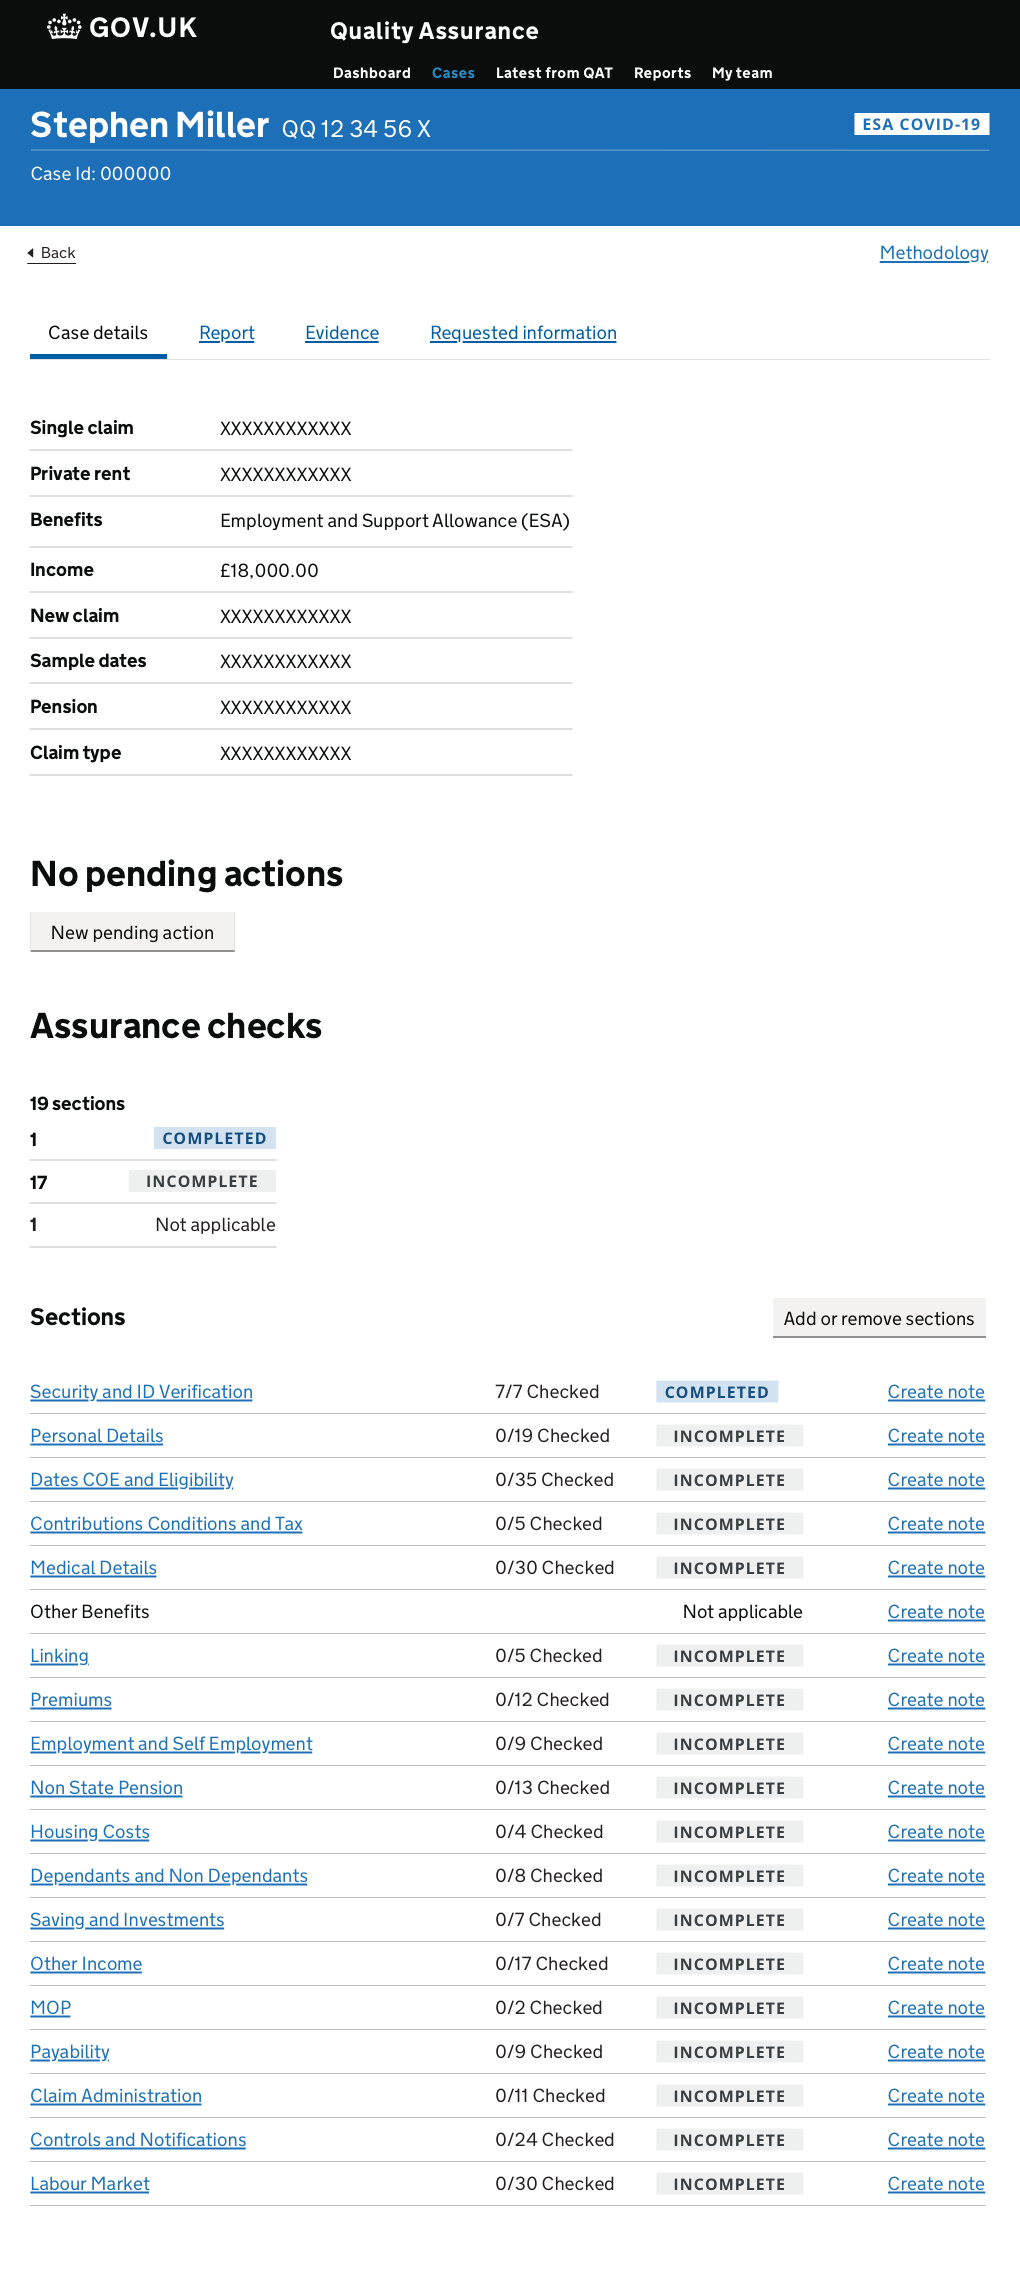 GOV.UK
Quality Assurance
Dashboard Cases Latest from QAT Reports My team
Stephen Miller QQ 12 34 56 X ESA COVID-19
Case Id: 000000
Back Methodology
Case details Report Evidence Requested information
Single claim XXXXXXXXXXXX
Private rent XXXXXXXXXXXX
Benefits Employment and Support Allowance (ESA)
Income £18,000.00
New claim XXXXXXXXXXXX
Sample dates XXXXXXXXXXXX
Pension XXXXXXXXXXXX
Claim type XXXXXXXXXXXX
No pending actions
New pending action
Assurance checks
19 sections
1 COMPLETED
17 INCOMPLETE
1 Not applicable
Sections Add or remove sections
Security and ID Verification 7/7 Checked COMPLETED Create note
Personal Details 0/19 Checked INCOMPLETE Create note
Dates COE and Eligibility 0/35 Checked INCOMPLETE Create note
Contributions Conditions and Tax 0/5 Checked INCOMPLETE Create note
Medical Details 0/30 Checked INCOMPLETE Create note
Other Benefits Not applicable Create note
Linking 0/5 Checked INCOMPLETE Create note
Premiums 0/12 Checked INCOMPLETE Create note
Employment and Self Employment 0/9 Checked INCOMPLETE Create note
Non State Pension 0/13 Checked INCOMPLETE Create note
Housing Costs 0/4 Checked INCOMPLETE Create note
Dependants and Non Dependants 0/8 Checked INCOMPLETE Create note
Saving and Investments 0/7 Checked INCOMPLETE Create note
Other Income 0/17 Checked INCOMPLETE Create note
MOP 0/2 Checked INCOMPLETE Create note
Payability 0/9 Checked INCOMPLETE Create note
Claim Administration 0/11 Checked INCOMPLETE Create note
Controls and Notifications 0/24 Checked INCOMPLETE Create note
Labour Market 0/30 Checked INCOMPLETE Create note